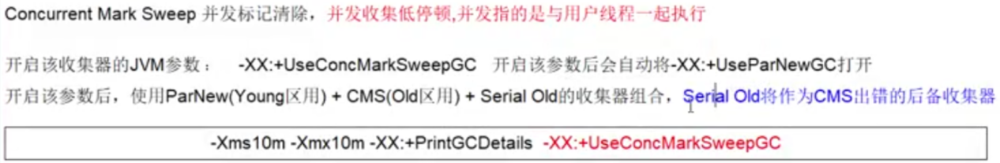 Concurrent Mark Sweep 并发标记清除，并发收集低停顿,并发指的是与用户线程一起执行
开启该收集器的JVM参数： -XX:+UseConcMarkSweepGC 开启该参数后会自动将-XX:+UseParNewGC打开
开启该参数后，使用ParNew(Young区用) + CMS(Old区用) + Serial Old的收集器组合，Serial Old将作为CMS出错的后备收集器
-Xms10m -Xmx10m -XX:+PrintGCDetails -XX:+UseConcMarkSweepGC